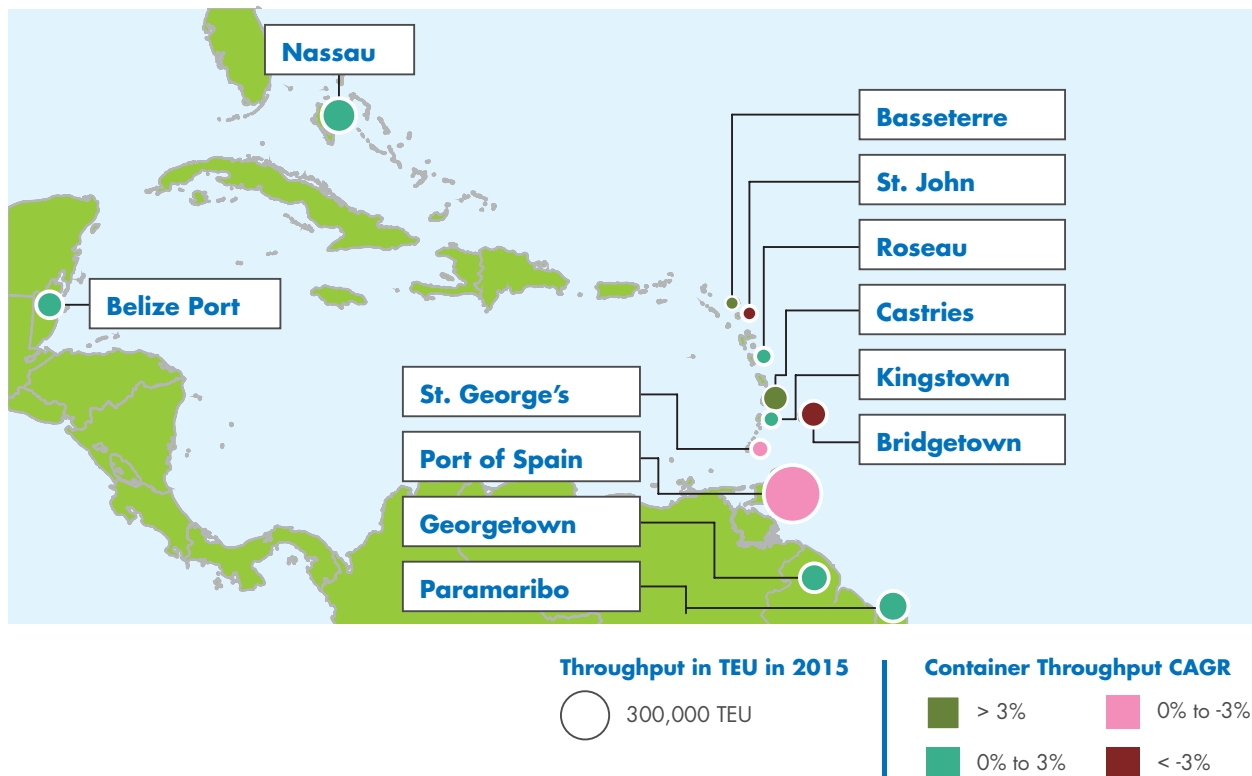 Nassau
Basseterre
St. John
Roseau
Belize Port
Castries
Kingstown
St. George's
Bridgetown
Port of Spain
Georgetown
Paramaribo
Throughput in TEU in 2015
300,000 TEU
Container Throughput CAGR
> 3%
0% to -3%
0% to 3%
< -3%